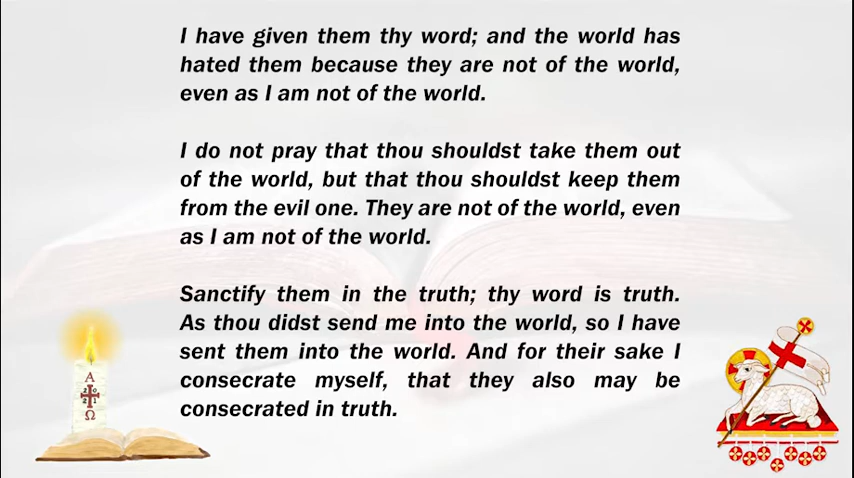 I have given them thy word; and the world has
hated them because they are not of the world,
even as I am not of the world.
I do not pray that thou shouldst take them out
of the world, but that thou shouldst keep them
from the evil one. They are not of the world, even
as I am not of the world.
Sanctify them in the truth; thy word is truth.
As thou didst send me into the world, so I have
sent them into the world. And for their sake I
consecrate myself, that they also may be
consecrated in truth.
Α
2 0
2 1
Ω